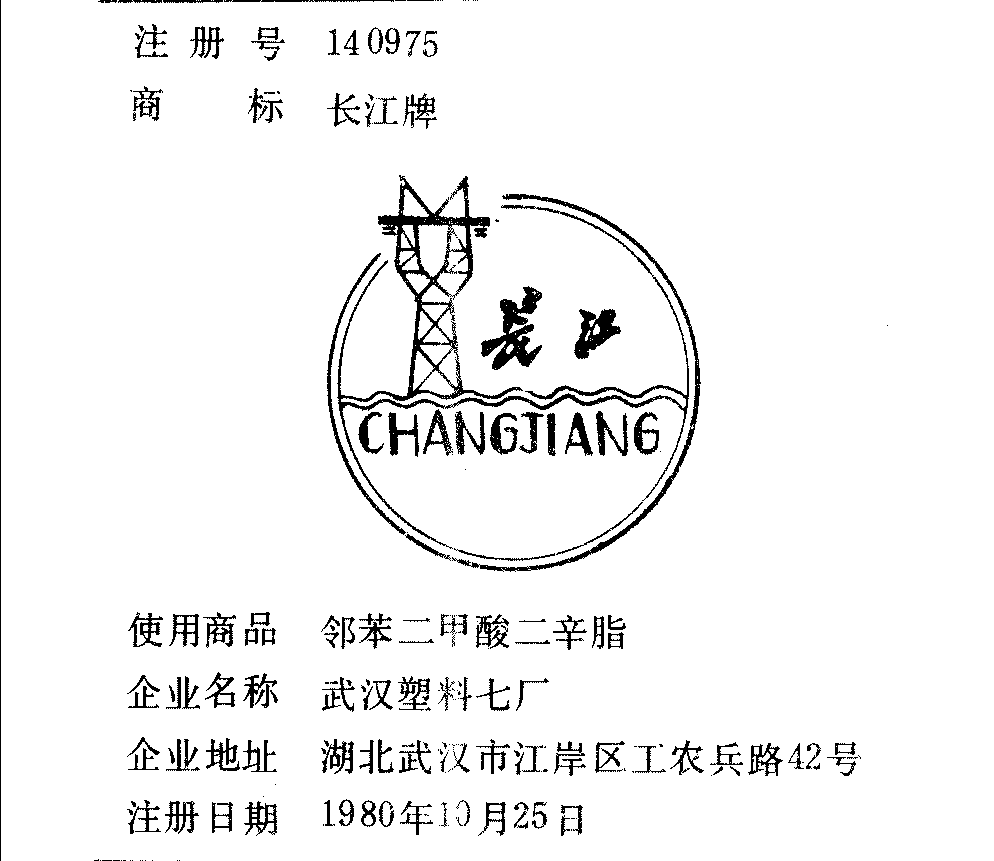 注册号 140975
商标 长江牌
長江
CHANGJIANG
使用商品 邻苯二甲酸二辛脂
企业名称 武汉塑料七厂
企业地址 湖北武汉市江岸区工农兵路42号
注册日期 1980年10月25日